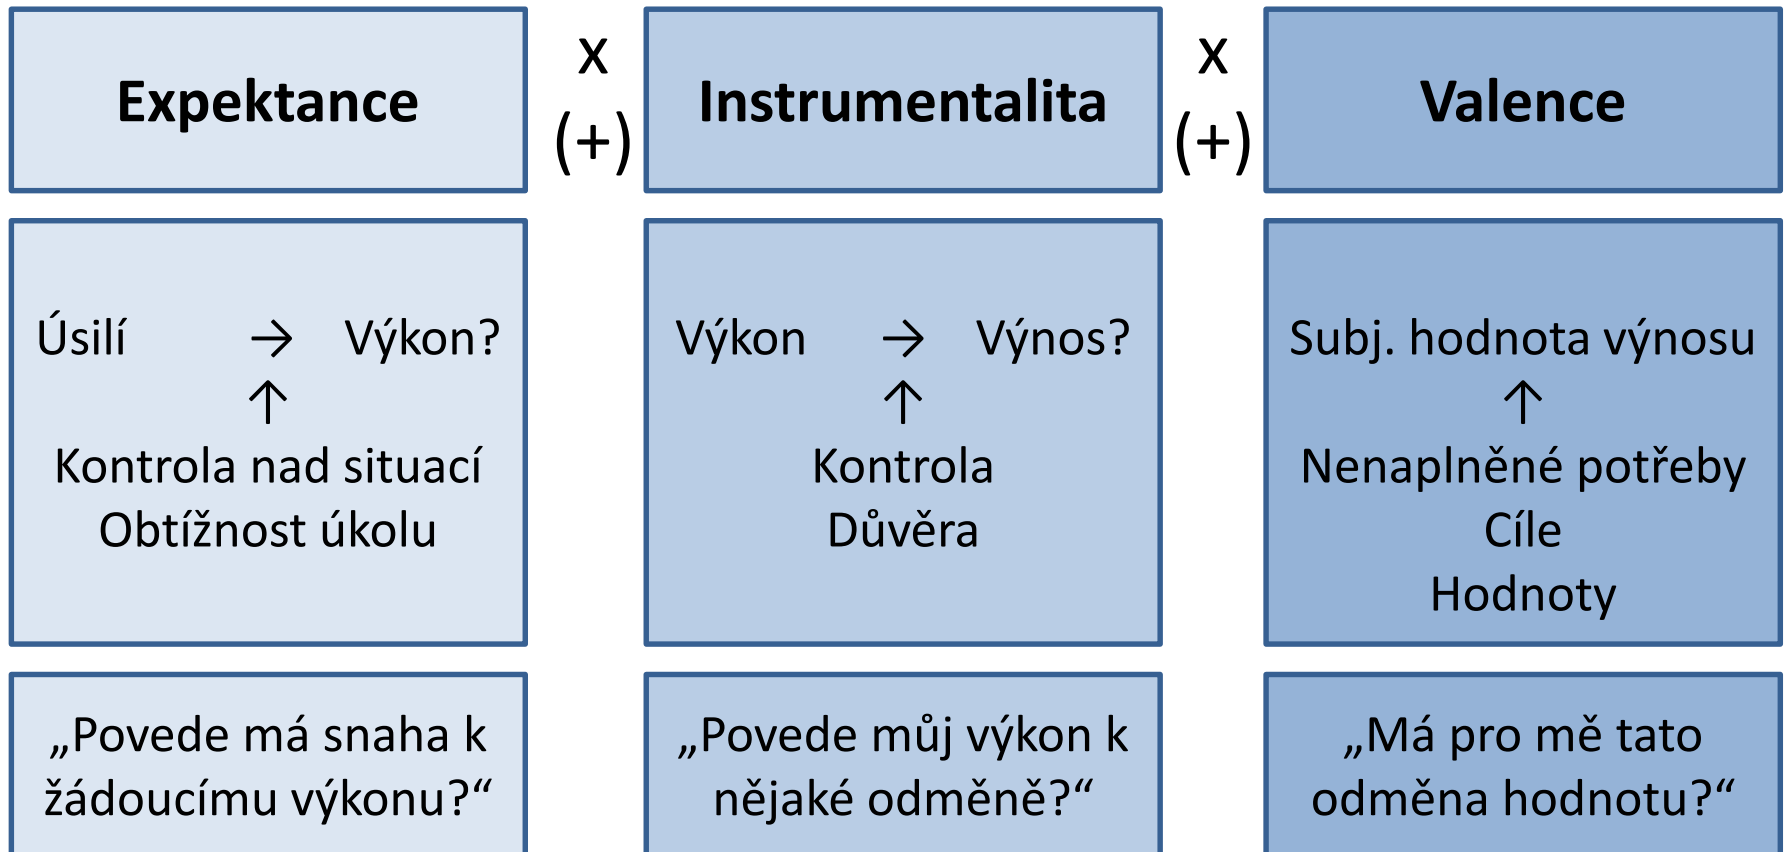 Expektance
x
(+)
Instrumentalita
x
(+)
Valence
Úsilí → Výkon?
↑
Kontrola nad situací
Obtížnost úkolu
Výkon → Výnos?
↑
Kontrola
Důvěra
Subj. hodnota výnosu
↑
Nenaplněné potřeby
Cíle
Hodnoty
„Povede má snaha k
žádoucímu výkonu?“
„Povede můj výkon k
nějaké odměně?“
„Má pro mě tato
odměna hodnotu?“